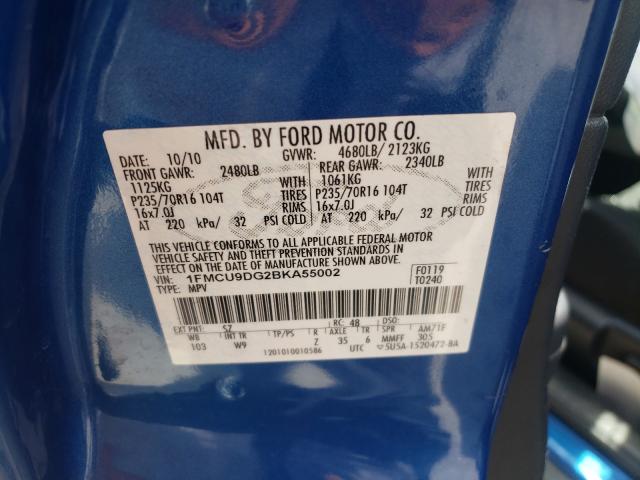 MFD. BY FORD MOTOR CO.
DATE: 10/10 GVWR: 4680LB/ 2123KG
FRONT GAWR: 2480LB REAR GAWR: 2340LB
1125KG WITH 1061KG WITH
P235/70R16 104T TIRES P235/70R16 104T TIRES
16x7.0J RIMS 16x7.0J RIMS
AT 220 kPa/ 32 PSI COLD AT 220 kPa/ 32 PSI COLD
THIS VEHICLE CONFORMS TO ALL APPLICABLE FEDERAL MOTOR
VEHICLE SAFETY AND THEFT PREVENTION STANDARDS IN
EFFECT ON THE DATE OF MANUFACTURE SHOWN ABOVE.
VIN: 1FMCU9DG2BKA55002 F0119
TYPE: MPV T0240
EXT PNT: SZ RC: 48 DSO:
WB INT TR TP/PS R AXLE TR SPR AM/1F
103 W9 Z 35 6 MMFF 305
1201010010586 UTC 5U5A-1520472-BA